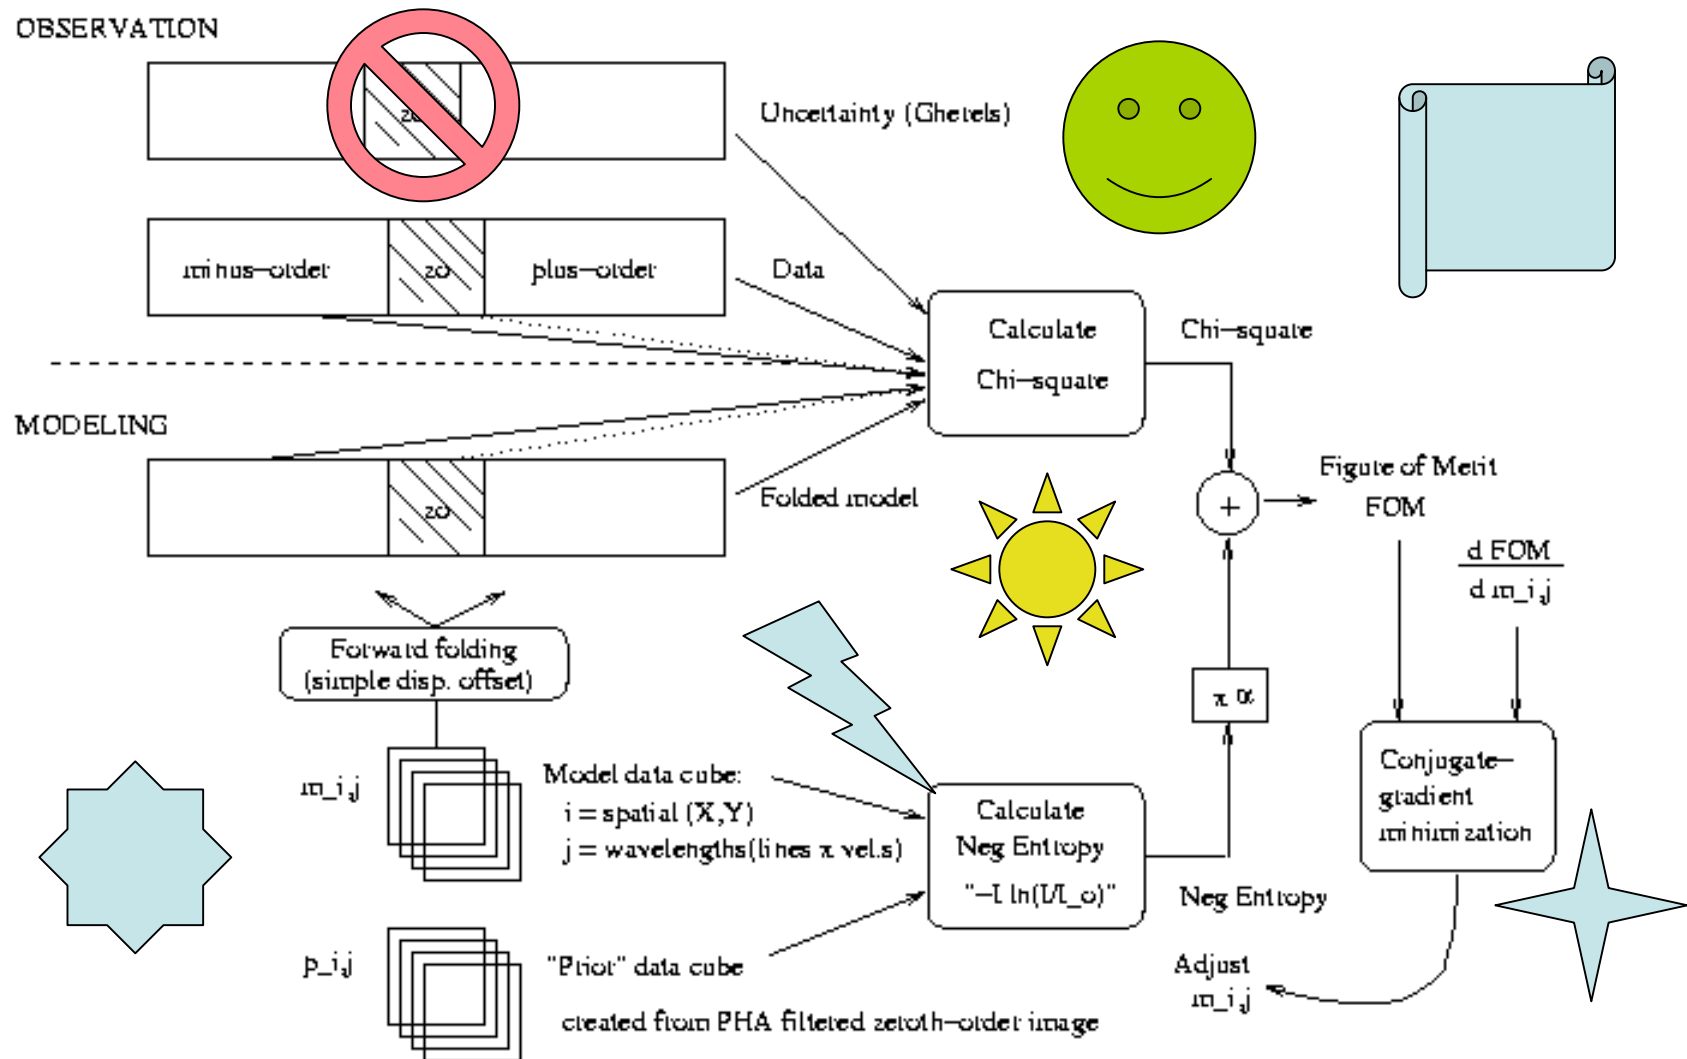 OBSERVATION
zo
Uncertainty (Gherels)
minus-order
zo
plus-order
Data
Calculate
Chi-square
Chi-square
MODELING
zo
Folded model
Figure of Merit
FOM
+
d FOM
d m_i,j
Forward folding
(simple disp. offset)
x α
m_i,j
Model data cube:
i = spatial (X,Y)
j = wavelengths(lines x vel.s)
Calculate
Neg Entropy
"-I ln(I/I_o)"
Conjugate-
gradient
minimization
Neg Entropy
p_i,j
"Prior" data cube
created from PHA filtered zeroth-order image
Adjust
m_i,j